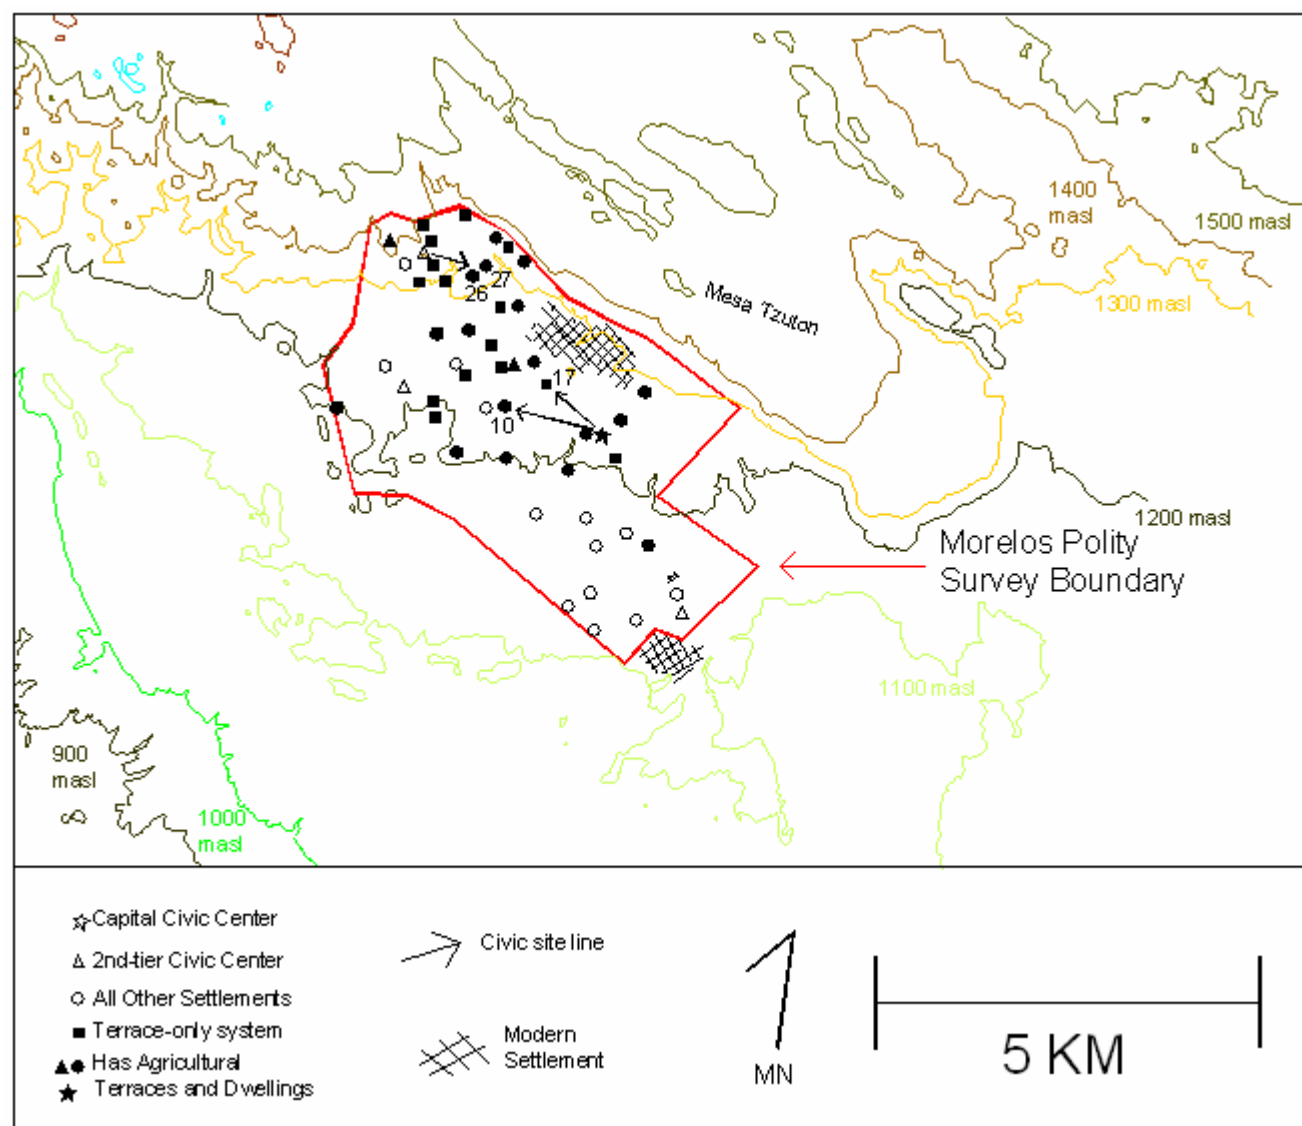 1400
masl
1500 masl
1300 masl
Mesa Tzuton
27
26
17
10
1200 masl
Morelos Polity
Survey Boundary
1100 masl
900
masl
1000
masl
Capital Civic Center
2nd-tier Civic Center
All Other Settlements
Terrace-only system
Has Agricultural
Terraces and Dwellings
Civic site line
Modern
Settlement
MN
5 KM